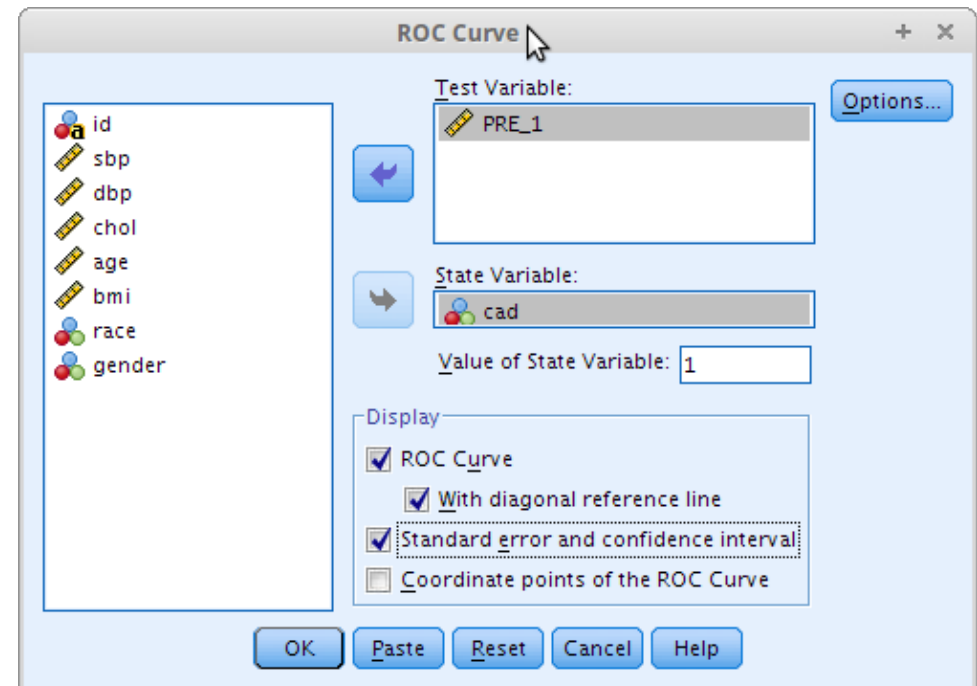 ROC Curve
Test Variable:
Options...
a id
PRE_1
sbp
dbp
chol
age
State Variable:
bmi
cad
race
gender
Value of State Variable: 1
Display
ROC Curve
With diagonal reference line
Standard error and confidence interval
Coordinate points of the ROC Curve
OK Paste Reset Cancel Help